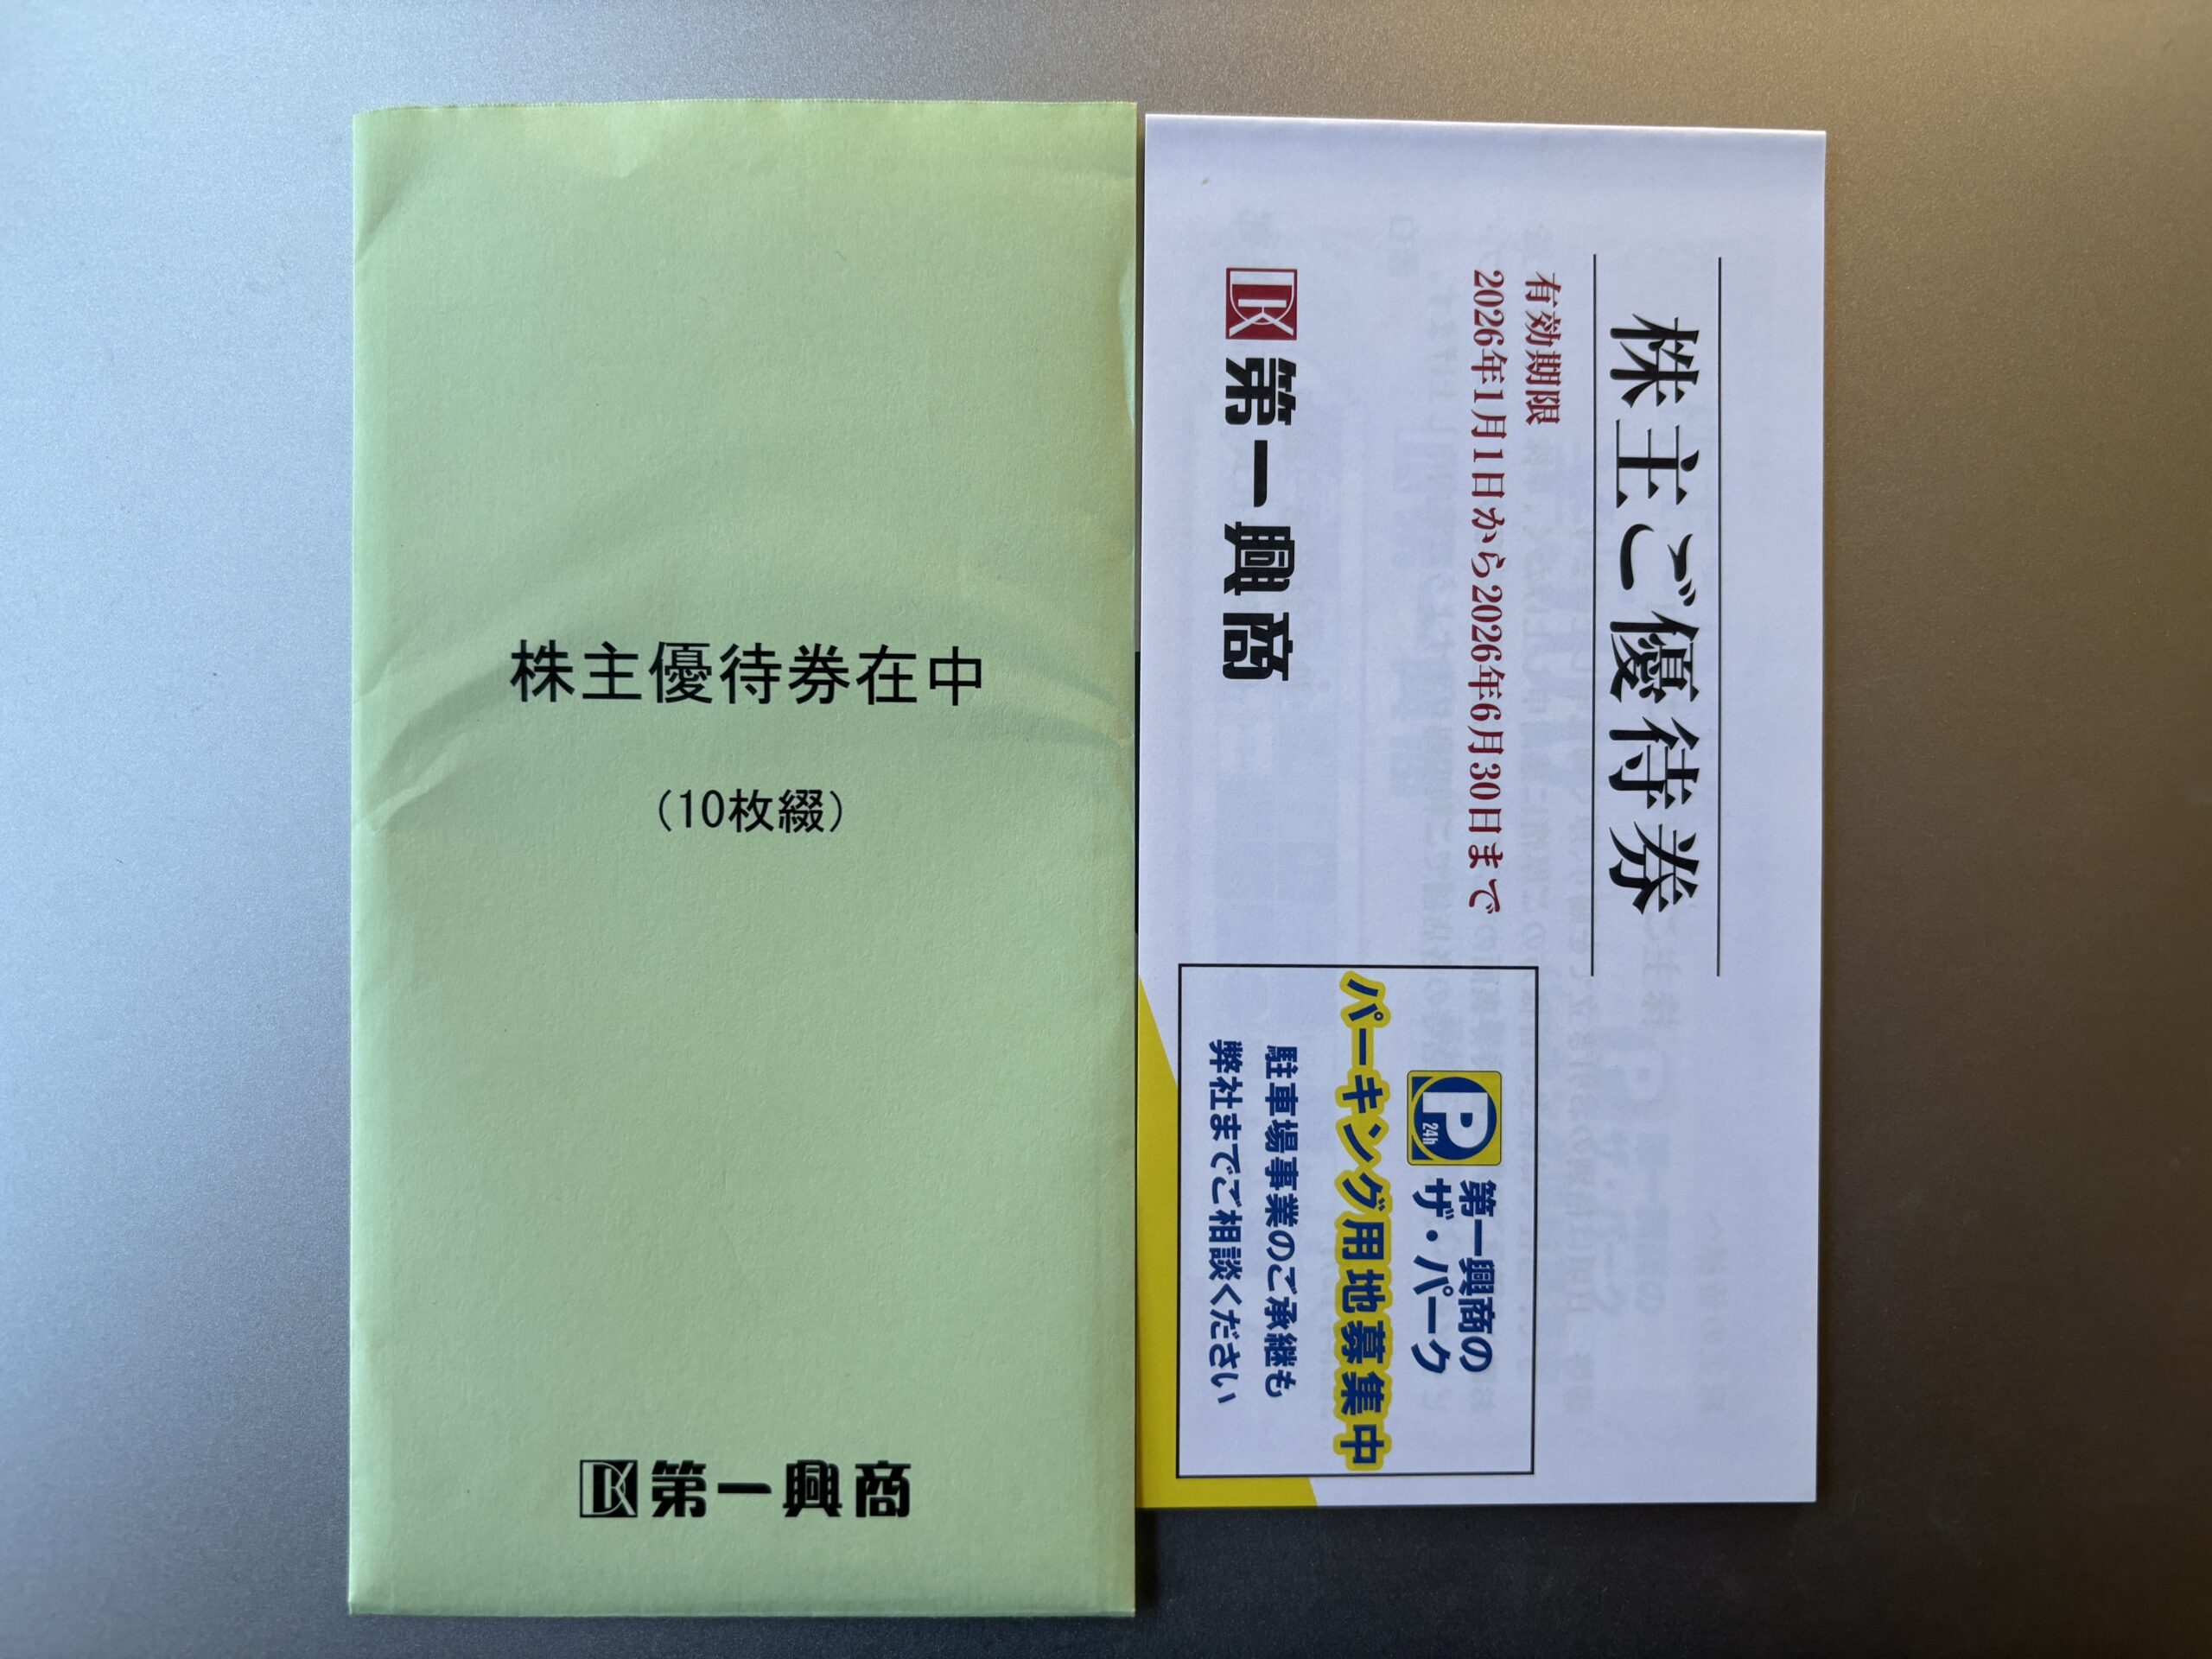 株主優待券在中
(10枚綴)
DK 第一興商
株主ご優待券
有効期限
2026年1月1日から2026年6月30日まで
DK 第一興商
P
24h
第一興商の
ザ・パーク
パーキング用地募集中
駐車場事業のご承継も
弊社までご相談ください